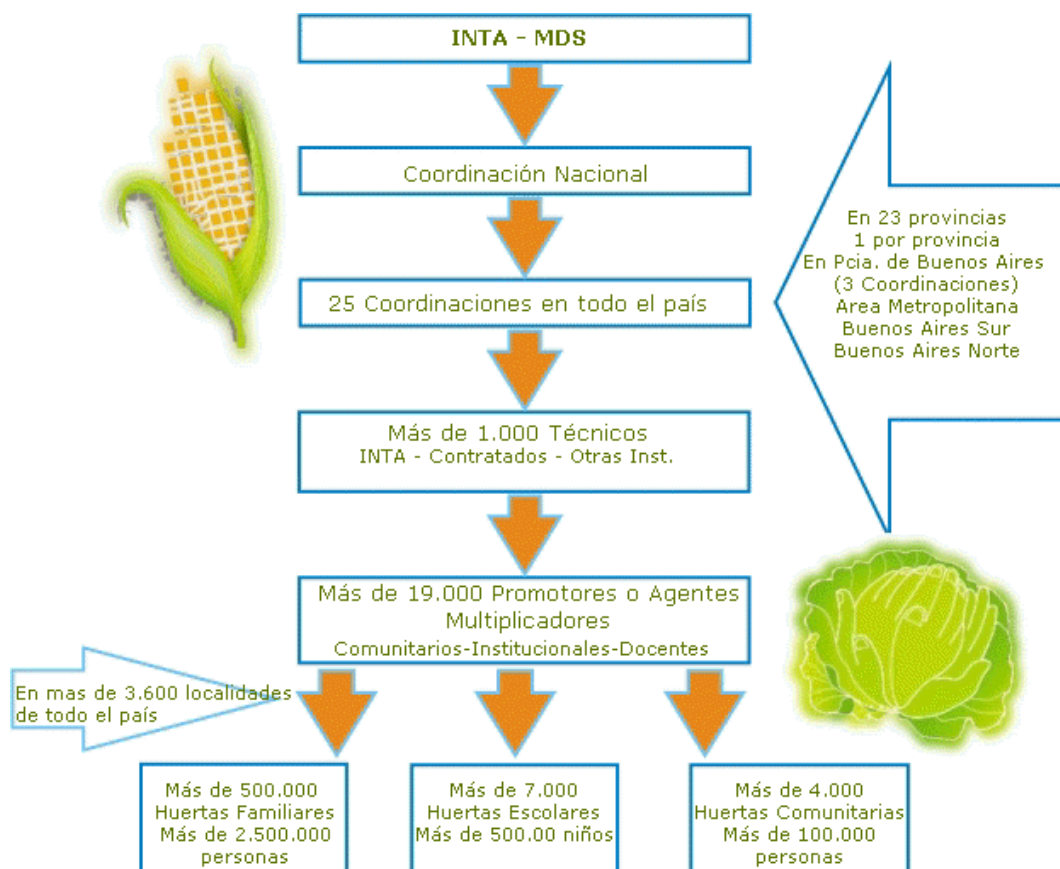 INTA - MDS
Coordinación Nacional
En 23 provincias
1 por provincia
En Pcia. de Buenos Aires
(3 Coordinaciones)
Area Metropolitana
Buenos Aires Sur
Buenos Aires Norte
25 Coordinaciones en todo el país
Más de 1.000 Técnicos
INTA - Contratados - Otras Inst.
Más de 19.000 Promotores o Agentes
Multiplicadores
Comunitarios-Institucionales-Docentes
En mas de 3.600 localidades
de todo el país
Más de 500.000
Huertas Familiares
Más de 2.500.000
personas
Más de 7.000
Huertas Escolares
Más de 500.00 niños
Más de 4.000
Huertas Comunitarias
Más de 100.000
personas